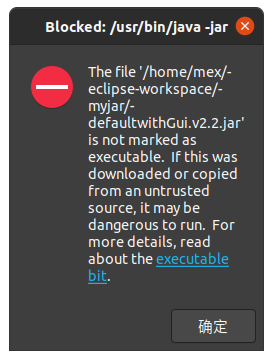 Blocked: /usr/bin/java -jar
The file '/home/mex/-
eclipse-workspace/-
myjar/-
defaultwithGui.v2.2.jar'
is not marked as
executable.  If this was
downloaded or copied
from an untrusted
source, it may be
dangerous to run.  For
more details, read
about the executable
bit.
确定